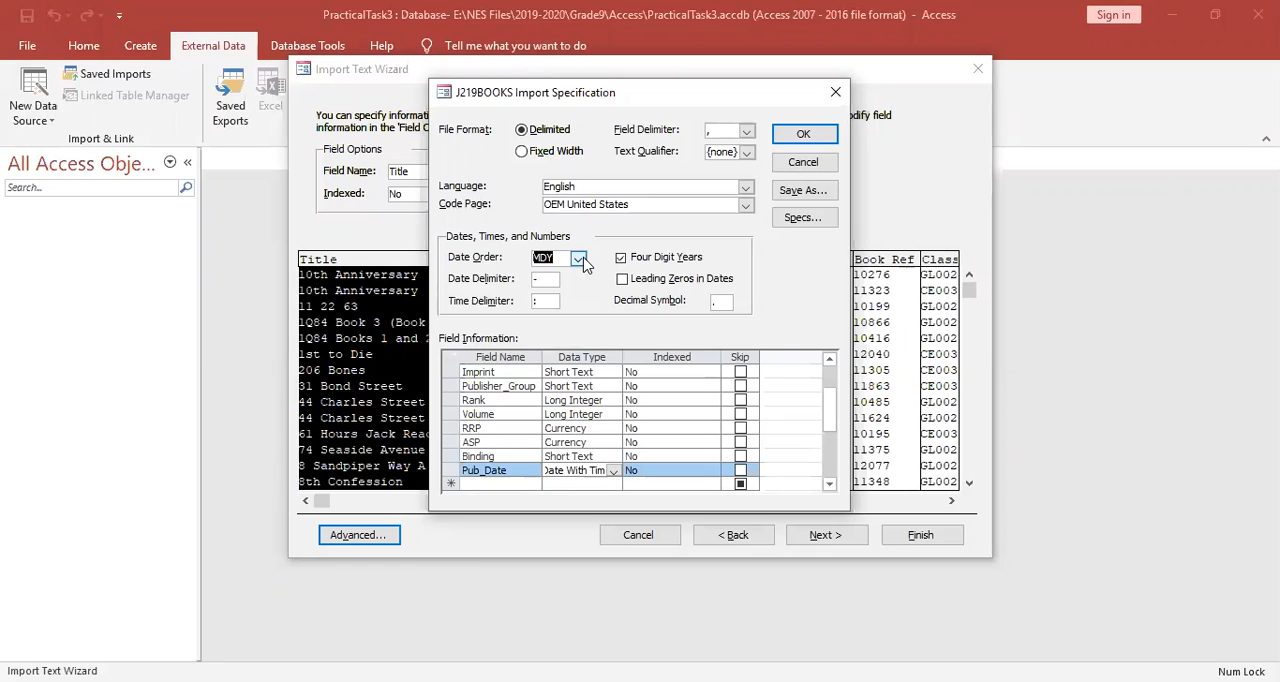 PracticalTask3 : Database- E:\NES Files\2019-2020\Grade9\Access\PracticalTask3.accdb (Access 2007 - 2016 file format) - Access
Sign in
File Home Create External Data Database Tools Help Tell me what you want to do
New Data Source
Saved Imports
Linked Table Manager
Import & Link
Saved Exports
Excel
All Access Obje...
Search...
Import Text Wizard
You can specify informati
information in the 'Field C
odify field
Field Options
Field Name: Title
Indexed: No
J219BOOKS Import Specification
File Format: Delimited
Fixed Width
Field Delimiter: ,
Text Qualifier: {none}
Language: English
Code Page: OEM United States
OK
Cancel
Save As...
Specs...
Dates, Times, and Numbers
Date Order: MDY
Date Delimiter: -
Time Delimiter: :
Four Digit Years
Leading Zeros in Dates
Decimal Symbol: .
Field Information:
Field Name Data Type Indexed Skip
Imprint Short Text No
Publisher_Group Short Text No
Rank Long Integer No
Volume Long Integer No
RRP Currency No
ASP Currency No
Binding Short Text No
Pub_Date Date With Tim No
Title
10th Anniversary
10th Anniversary
11 22 63
1Q84 Book 3 (Book
1Q84 Books 1 and 2
1st to Die
206 Bones
31 Bond Street
44 Charles Street
44 Charles Street
61 Hours Jack Reac
74 Seaside Avenue
8 Sandpiper Way A
8th Confession
Book Ref Class
10276 GL002
11323 CE003
10199 GL002
10866 GL002
10416 GL002
12040 CE003
11305 CE003
11863 CE003
10485 GL002
11624 GL002
10195 CE003
11355 GL002
12077 GL002
11348 CE003
Advanced...
Cancel
< Back
Next >
Finish
Import Text Wizard
Num Lock